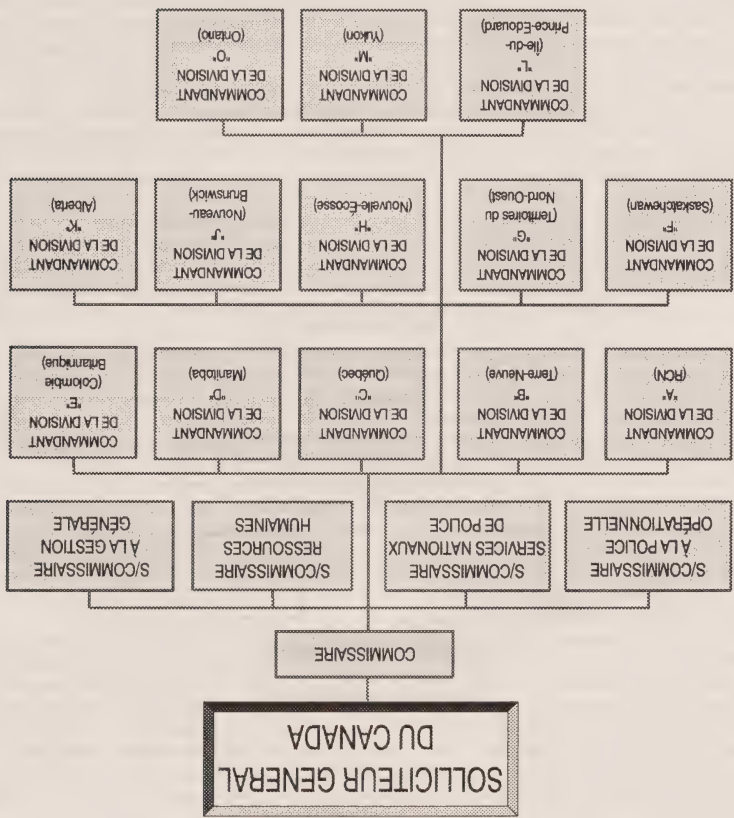 SOLLICITEUR GENERAL
DU CANADA
COMMISSAIRE
S/COMMISSAIRE
À LA POLICE
OPÉRATIONNELLE
S/COMMISSAIRE
SERVICES NATIONAUX
DE POLICE
S/COMMISSAIRE
RESSOURCES
HUMAINES
S/COMMISSAIRE
À LA GESTION
GÉNÉRALE
COMMANDANT
DE LA DIVISION
"A"
(RCN)
COMMANDANT
DE LA DIVISION
"B"
(Terre-Neuve)
COMMANDANT
DE LA DIVISION
"C"
(Québec)
COMMANDANT
DE LA DIVISION
"D"
(Manitoba)
COMMANDANT
DE LA DIVISION
"E"
(Colombie
Britannique)
COMMANDANT
DE LA DIVISION
"F"
(Saskatchewan)
COMMANDANT
DE LA DIVISION
"G"
(Territoires du
Nord-Ouest)
COMMANDANT
DE LA DIVISION
"H"
(Nouvelle-Écosse)
COMMANDANT
DE LA DIVISION
"J"
(Nouveau-
Brunswick)
COMMANDANT
DE LA DIVISION
"K"
(Alberta)
COMMANDANT
DE LA DIVISION
"L"
(Île-du-
Prince-Édouard)
COMMANDANT
DE LA DIVISION
"M"
(Yukon)
COMMANDANT
DE LA DIVISION
"O"
(Ontario)